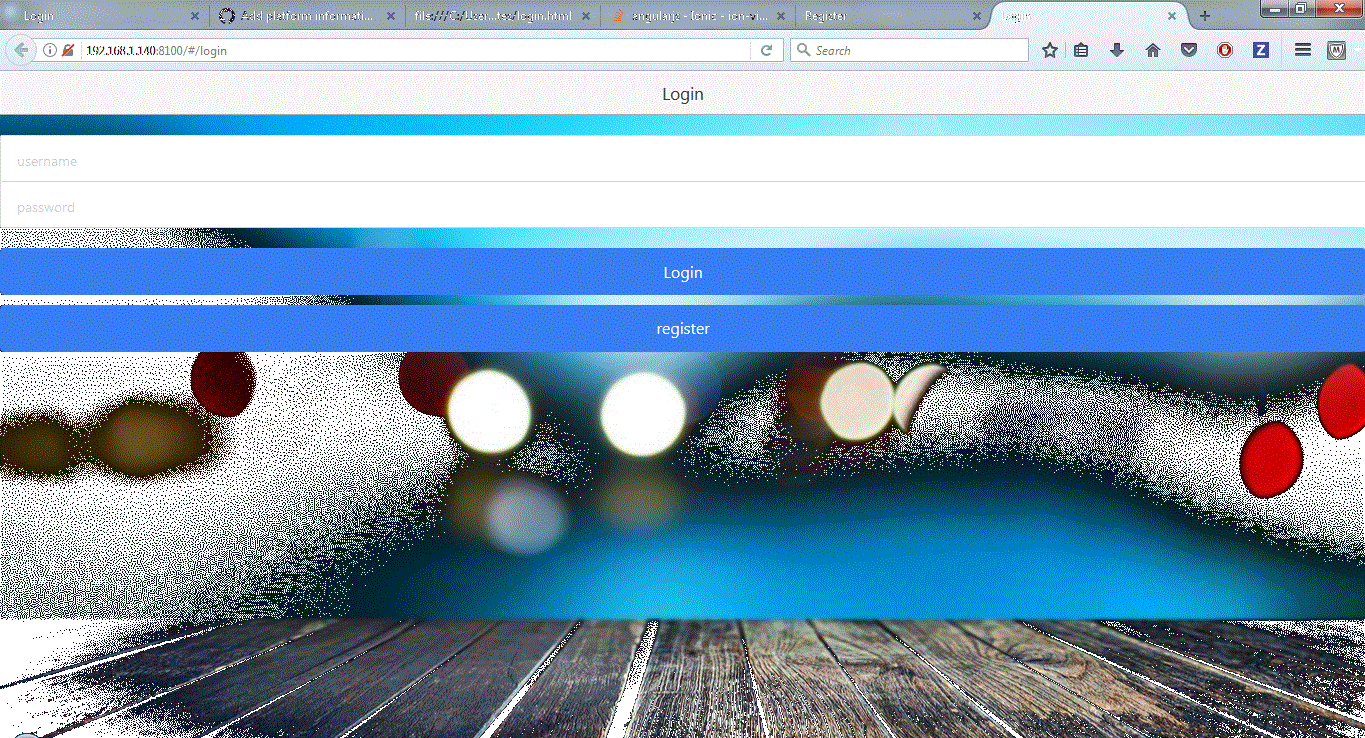 Login
Add platform informati...
file:///C:/User...tes/login.html
angularjs - Ionic - ion-vi...
Register
Login
192.168.1.140:8100/#/login
Search
Z
Login
username
password
Login
register